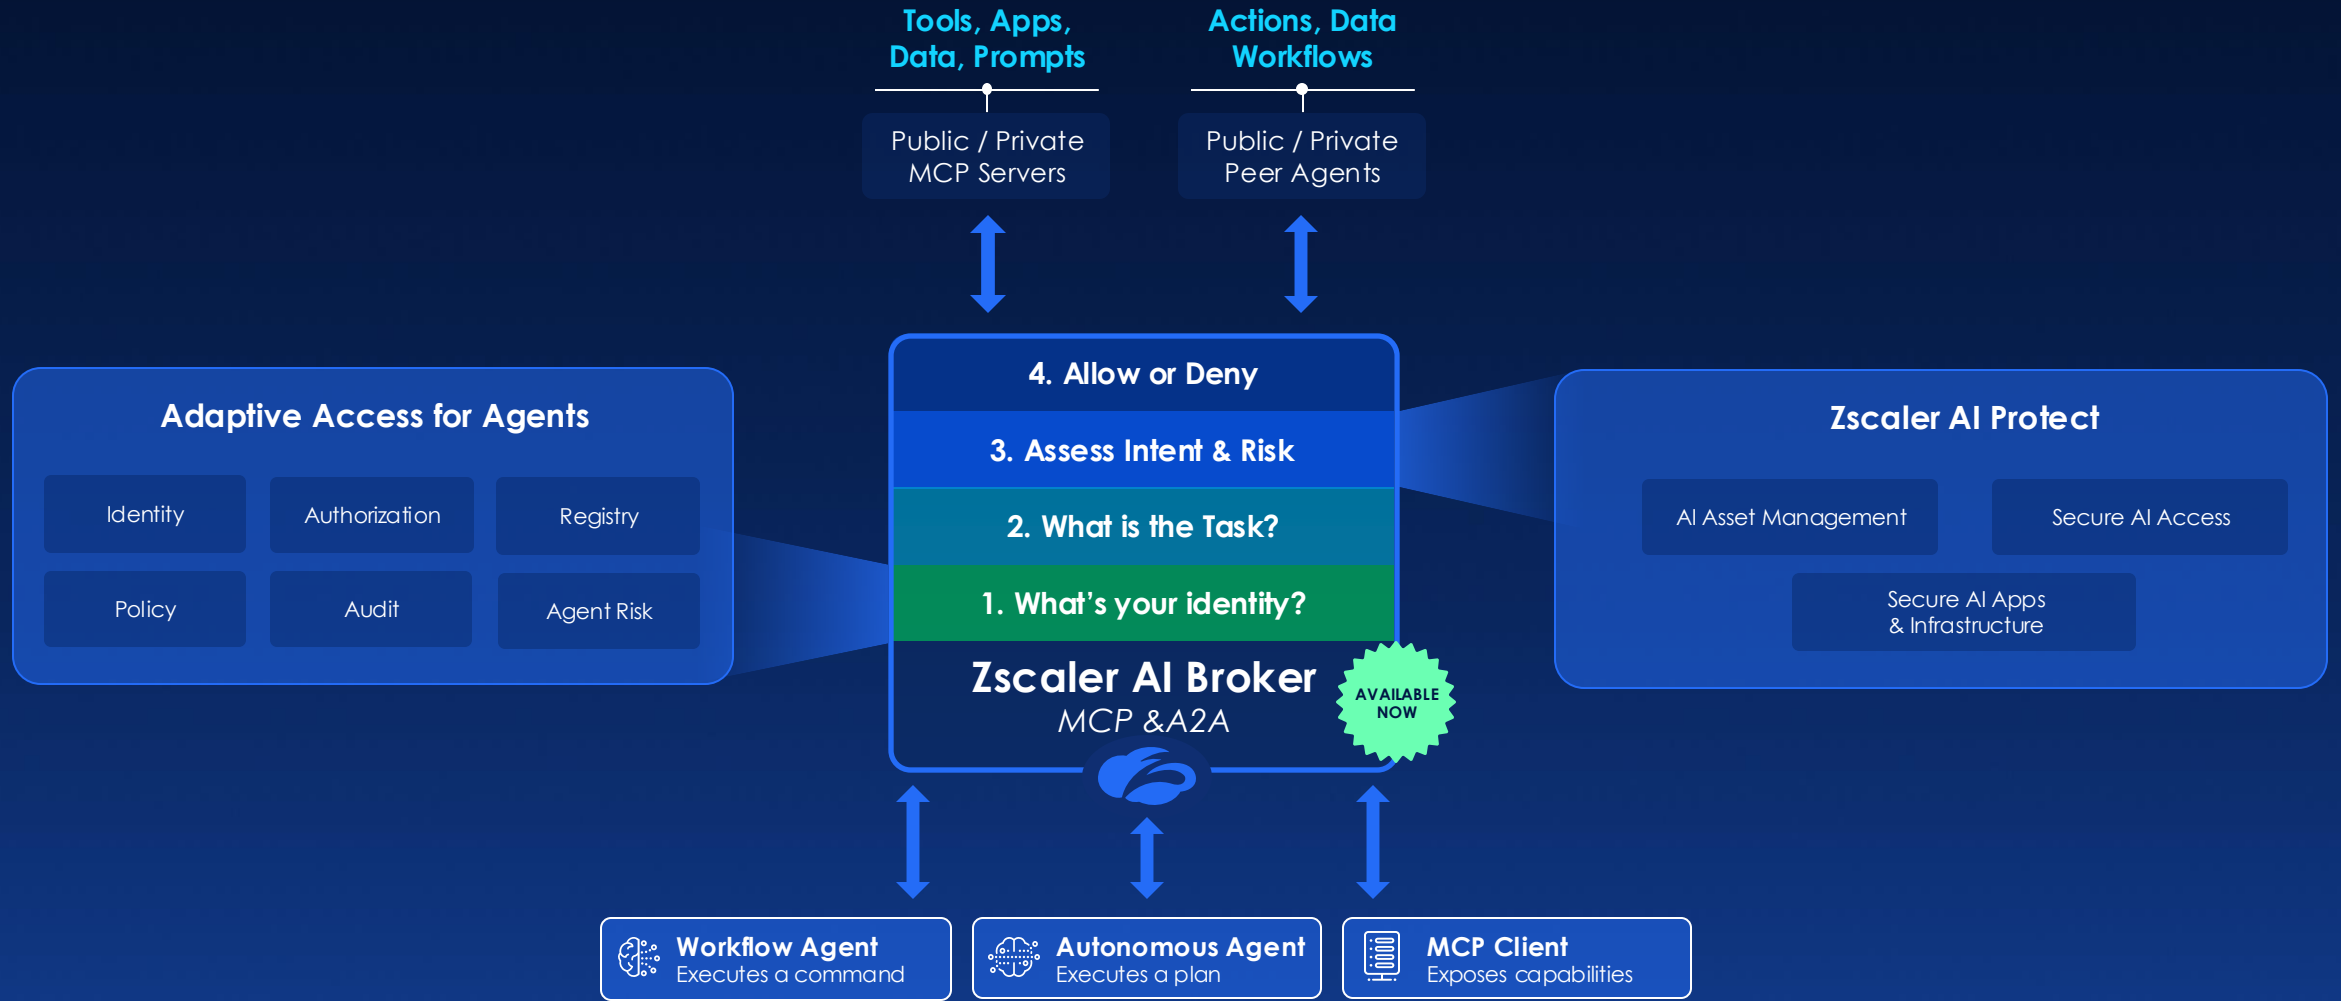 Tools, Apps,
Data, Prompts
Actions, Data
Workflows
Public / Private
MCP Servers
Public / Private
Peer Agents
4. Allow or Deny
3. Assess Intent & Risk
2. What is the Task?
1. What’s your identity?
Zscaler AI Broker
MCP &A2A
AVAILABLE
NOW
Adaptive Access for Agents
Identity
Authorization
Registry
Policy
Audit
Agent Risk
Zscaler AI Protect
AI Asset Management
Secure AI Access
Secure AI Apps
& Infrastructure
Workflow Agent
Executes a command
Autonomous Agent
Executes a plan
MCP Client
Exposes capabilities